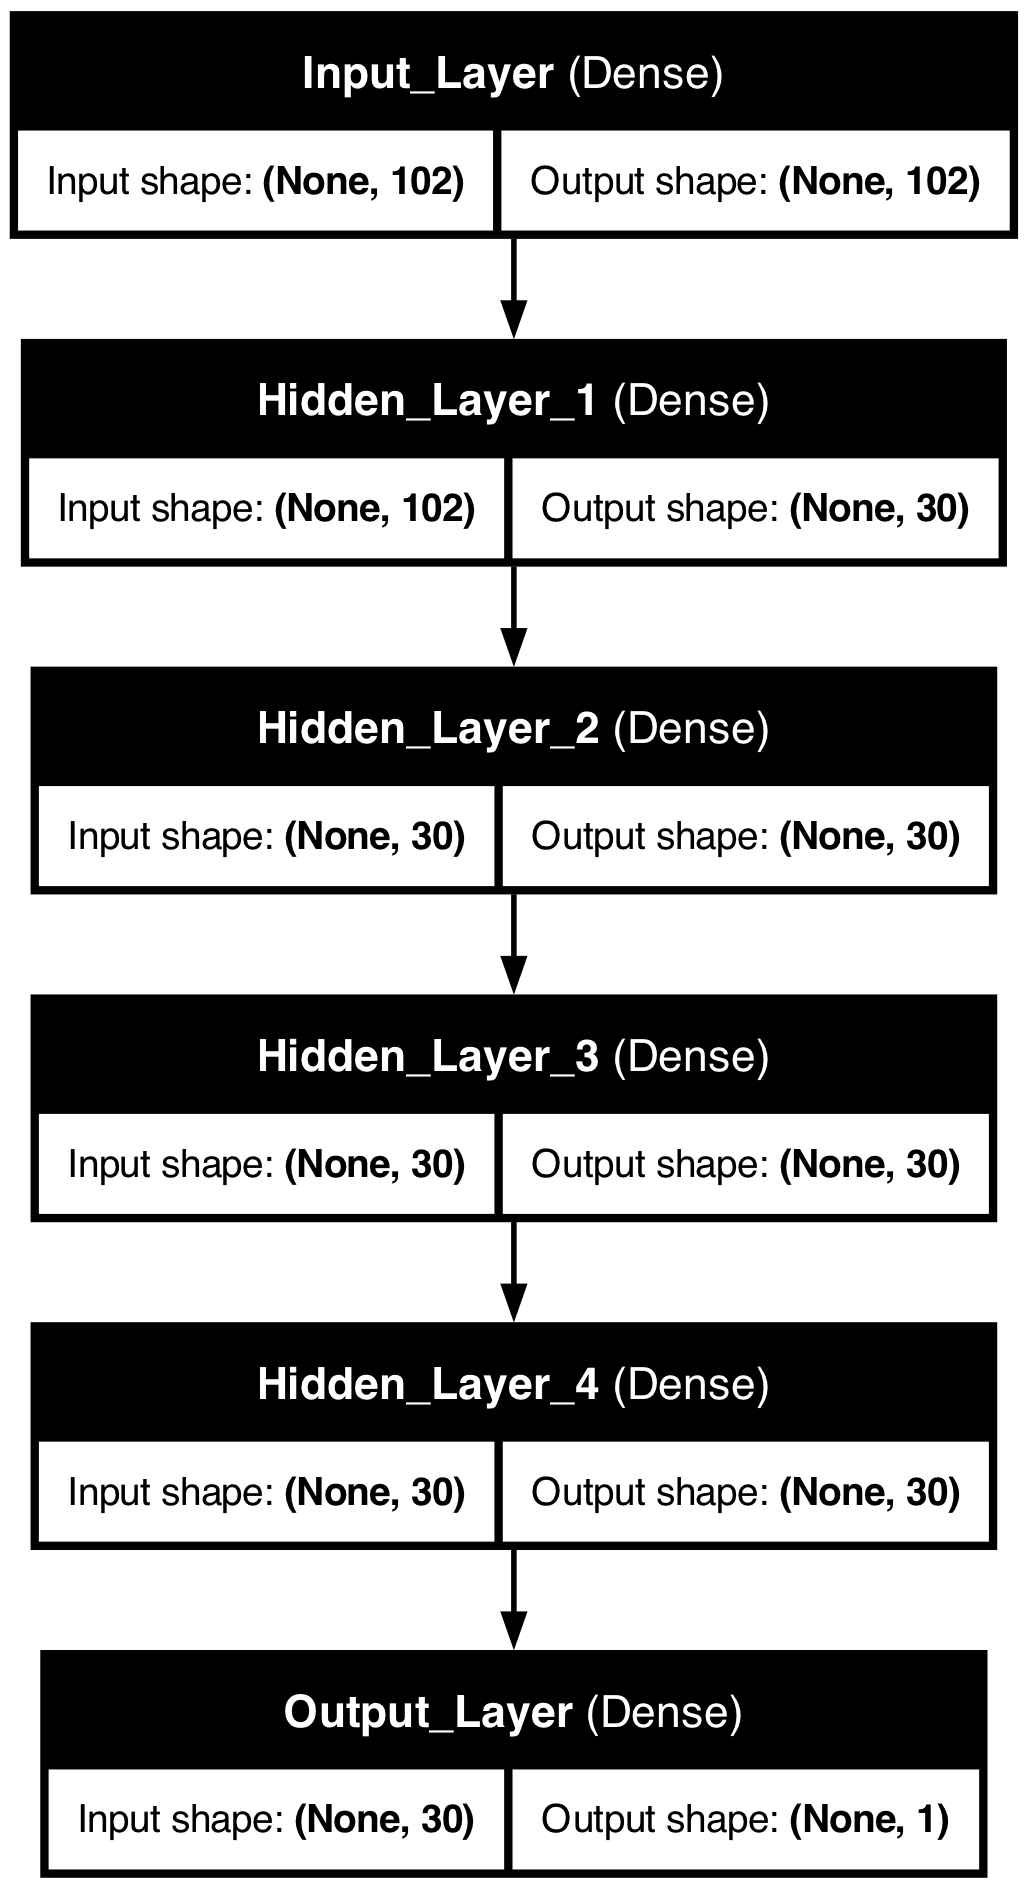 Input_Layer (Dense)
Input shape: (None, 102) Output shape: (None, 102)
Hidden_Layer_1 (Dense)
Input shape: (None, 102) Output shape: (None, 30)
Hidden_Layer_2 (Dense)
Input shape: (None, 30) Output shape: (None, 30)
Hidden_Layer_3 (Dense)
Input shape: (None, 30) Output shape: (None, 30)
Hidden_Layer_4 (Dense)
Input shape: (None, 30) Output shape: (None, 30)
Output_Layer (Dense)
Input shape: (None, 30) Output shape: (None, 1)